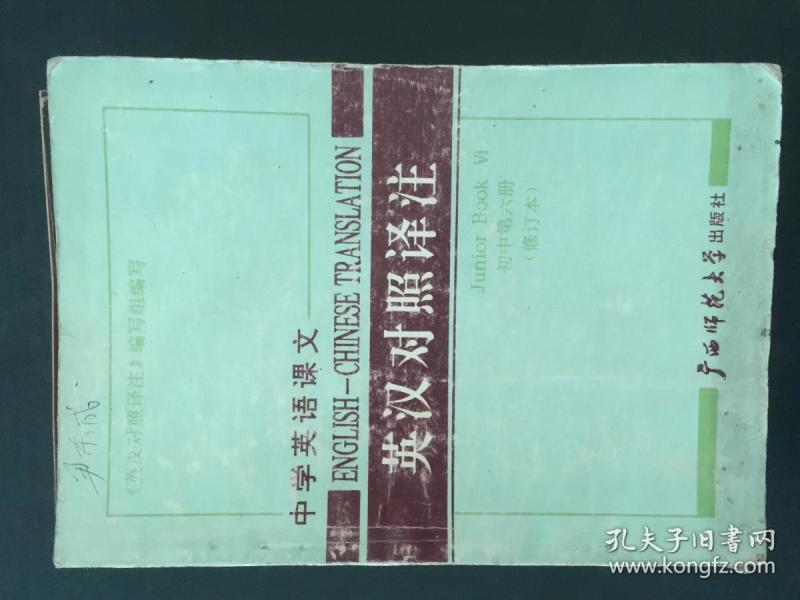 《英汉对照译注》编写组编写
中学英语课文
ENGLISH-CHINESE TRANSLATION
英汉对照译注
Junior Book Ⅵ
初中第六册
(修订本)
广西师范大学出版社
孔夫子旧书网
www.kongfz.com